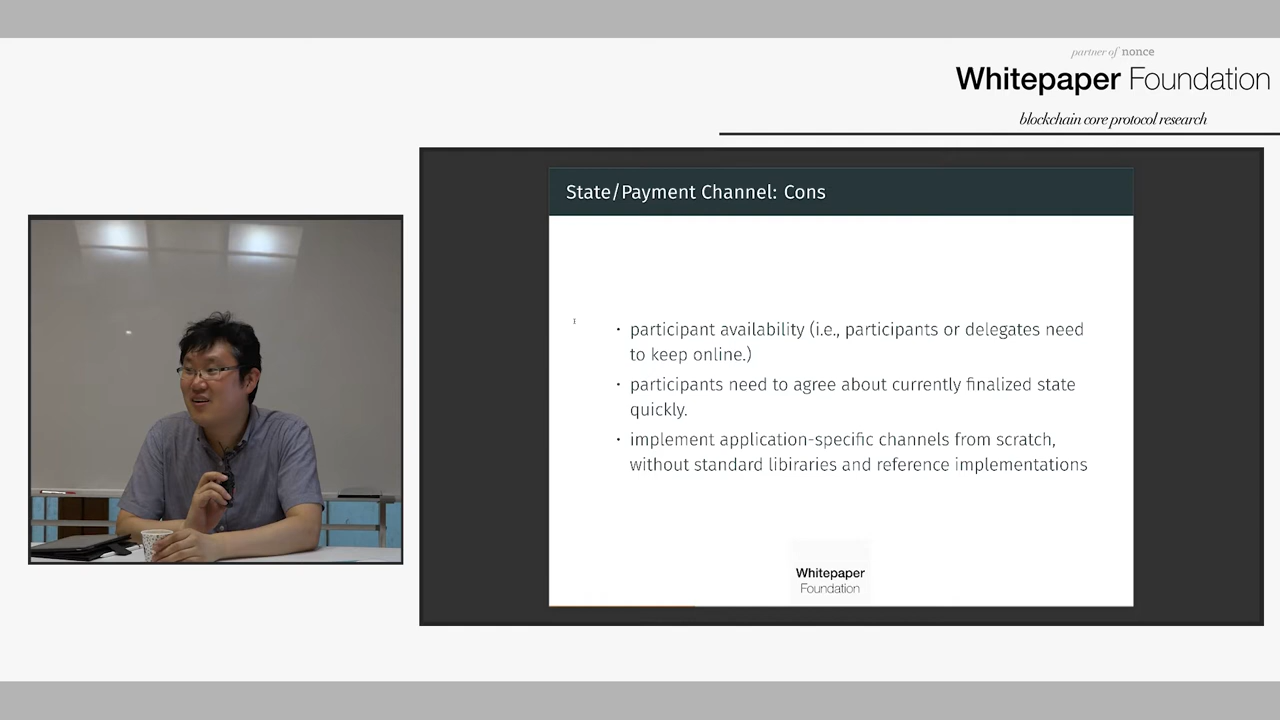 partner of nonce
Whitepaper Foundation
blockchain core protocol research
State/Payment Channel: Cons
• participant availability (i.e., participants or delegates need
to keep online.)
• participants need to agree about currently finalized state
quickly.
• implement application-specific channels from scratch,
without standard libiraries and reference implementations
Whitepaper
Foundation